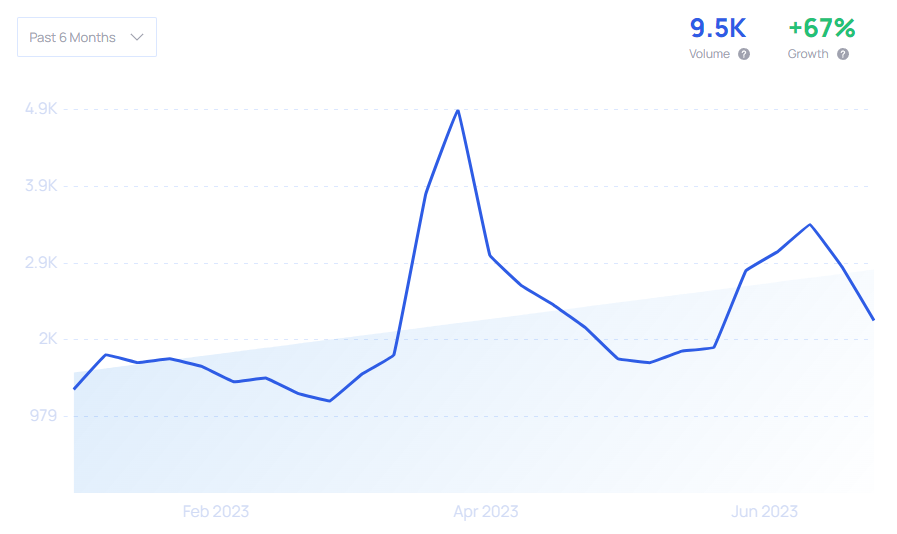 Past 6 Months
9.5K
Volume ?
+67%
Growth ?
4.9K
3.9K
2.9K
2K
979
Feb 2023
Apr 2023
Jun 2023